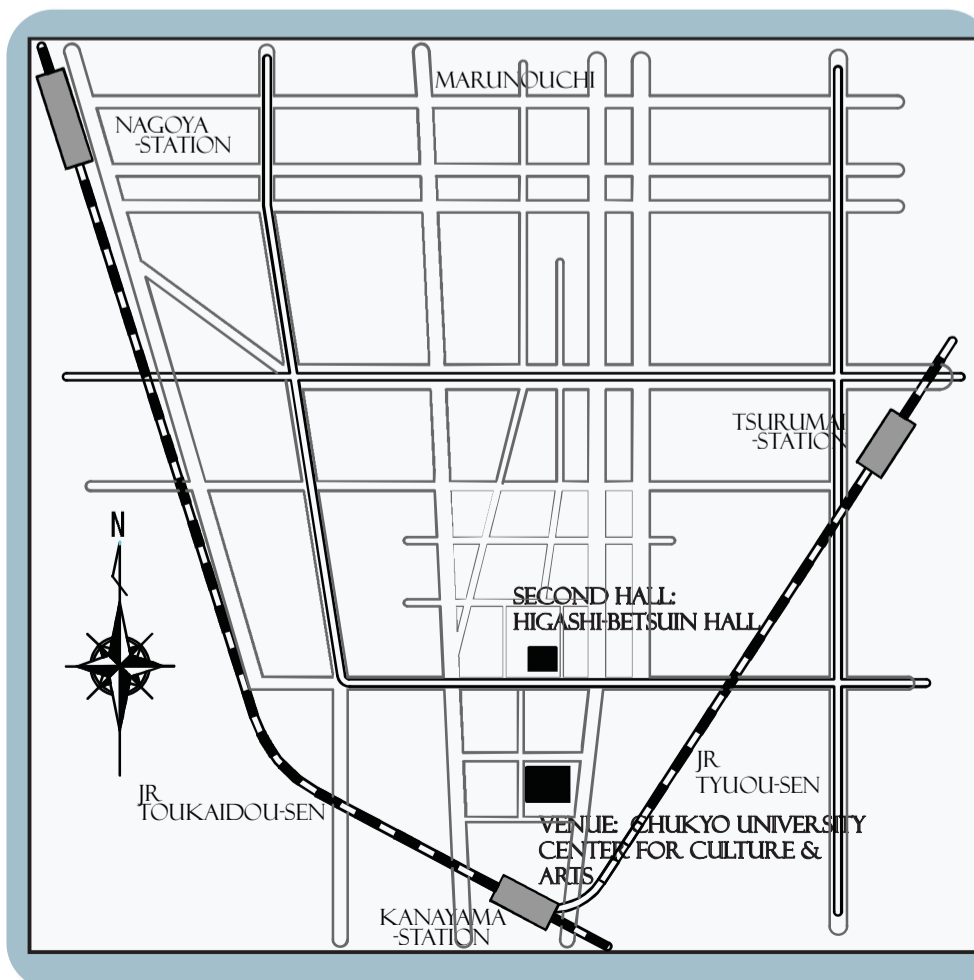 MARUNOUCHI
NAGOYA
-STATION
TSURUMAI
-STATION
N
SECOND HALL:
HIGASHI-BETSUIN HALL
JR
TOUKAIDOU-SEN
JR
TYUOU-SEN
VENUE: CHUKYO UNIVERSITY
CENTER FOR CULTURE &
ARTS
KANAYAMA
-STATION